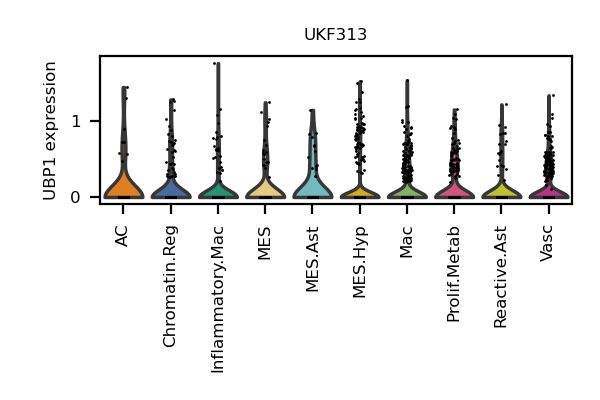 UKF313
UBP1 expression
1
0
AC
Chromatin.Reg
Inflammatory.Mac
MES
MES.Ast
MES.Hyp
Mac
Prolif.Metab
Reactive.Ast
Vasc